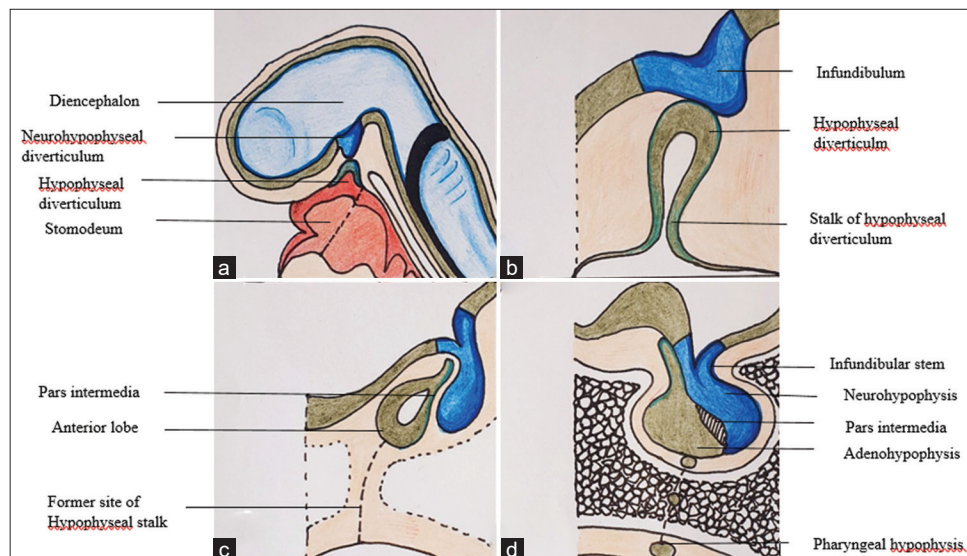 Diencephalon
Neurohypophyseal
diverticulum
Hypophyseal
diverticulum
Stomodeum
a
Infundibulum
Hypophyseal
diverticulm
Stalk of hypophyseal
diverticulum
b
Pars intermedia
Anterior lobe
Former site of
Hypophyseal stalk
c
Infundibular stem
Neurohypophysis
Pars intermedia
Adenohypophysis
Pharyngeal hypophysis
d